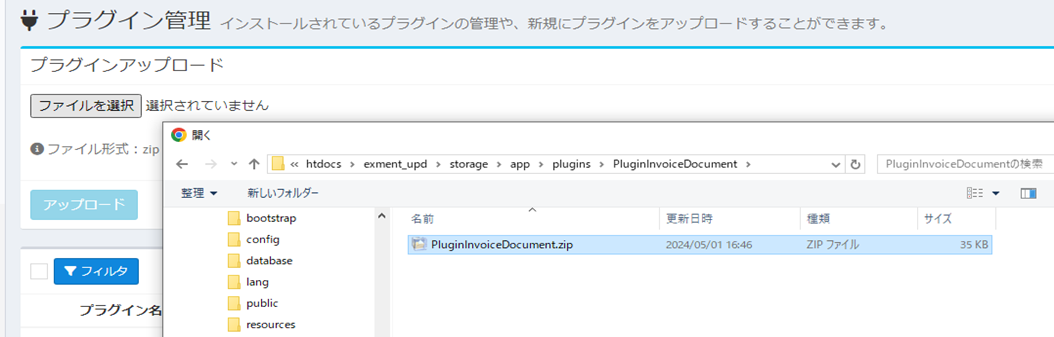 プラグイン管理 インストールされているプラグインの管理や、新規にプラグインをアップロードすることができます。
プラグインアップロード
ファイルを選択 選択されていません
ファイル形式：zip
アップロード
フィルタ
プラグイン名
開く
« htdocs › exment_upd › storage › app › plugins › PluginInvoiceDocument ›
PluginInvoiceDocumentの検索
整理 新しいフォルダー
bootstrap
config
database
lang
public
resources
名前 更新日時 種類 サイズ
PluginInvoiceDocument.zip 2024/05/01 16:46 ZIP ファイル 35 KB